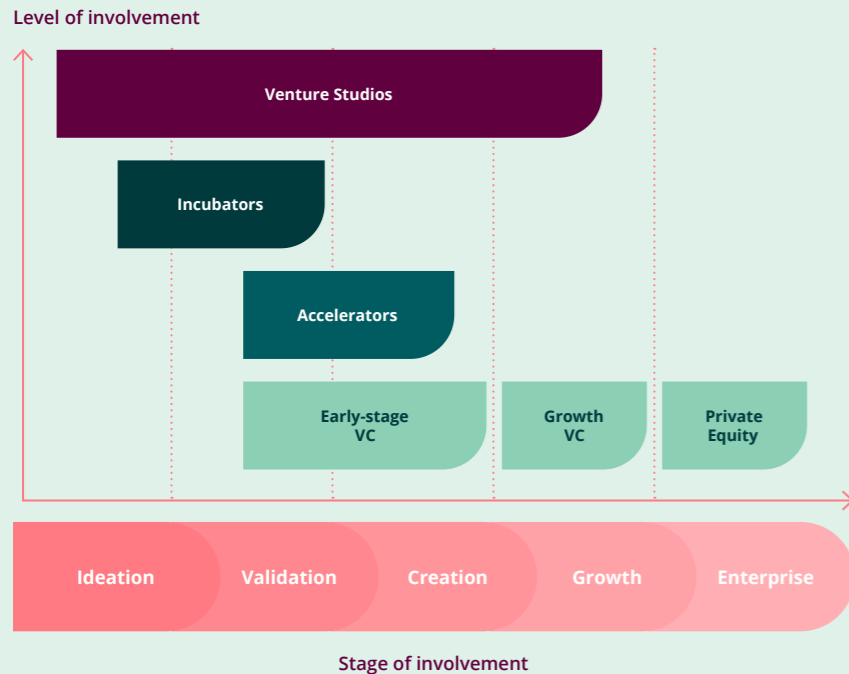 Level of involvement
Venture Studios
Incubators
Accelerators
Early-stage
VC
Growth
VC
Private
Equity
Ideation
Validation
Creation
Growth
Enterprise
Stage of involvement